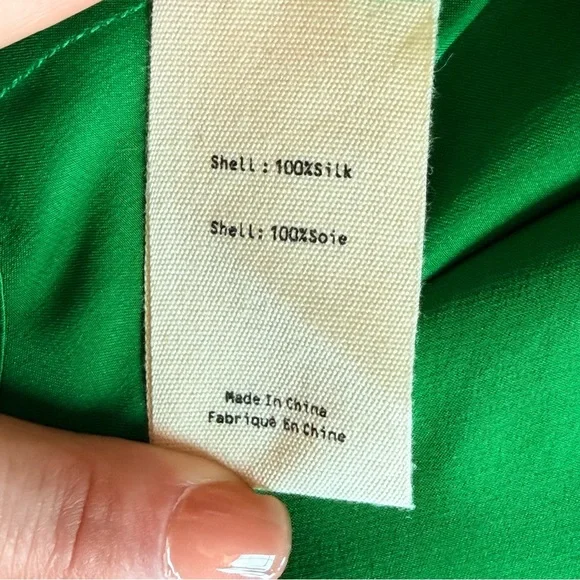 Shell : 100%Silk
Shell: 100%Soie
Made In China
Fabriqué En Chine